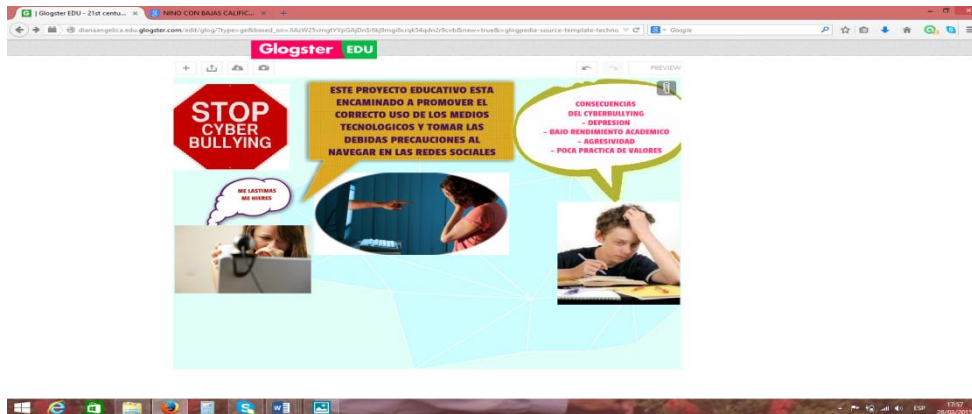 | Glogster EDU - 21st centu...
NINO CON BAJAS CALIFIC...
Google
Glogster EDU
PREVIEW
STOP
CYBER
BULLYING
ESTE PROYECTO EDUCATIVO ESTA
ENCAMINADO A PROMOVER EL
CORRECTO USO DE LOS MEDIOS
TECNOLOGICOS Y TOMAR LAS
DEBIDAS PRECAUCIONES AL
NAVEGAR EN LAS REDES SOCIALES
CONSECUENCIAS
DEL CYBERBULLYING
- DEPRESION
- BAJO RENDIMIENTO ACADEMICO
- AGRESIVIDAD
- POCA PRACTICA DE VALORES
ME LASTIMAS
ME HIERES
ESP
17:57